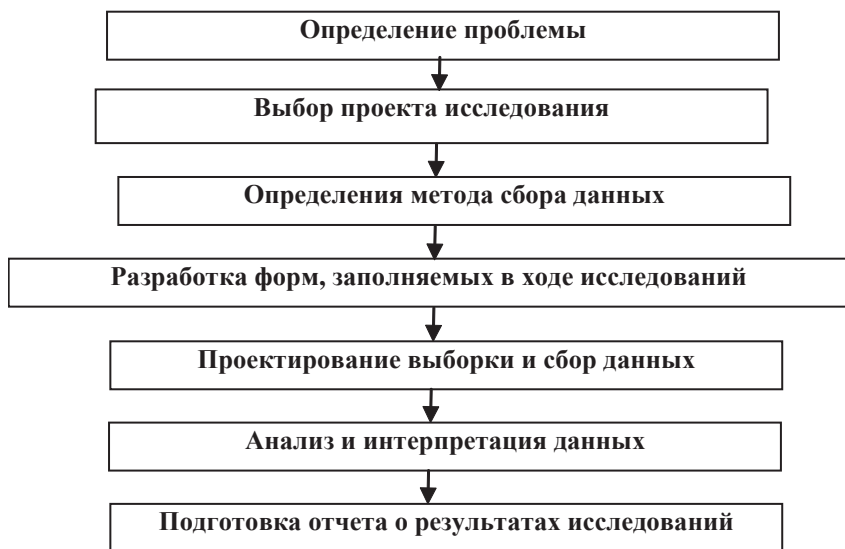 Определение проблемы
Выбор проекта исследования
Определения метода сбора данных
Разработка форм, заполняемых в ходе исследований
Проектирование выборки и сбор данных
Анализ и интерпретация данных
Подготовка отчета о результатах исследований